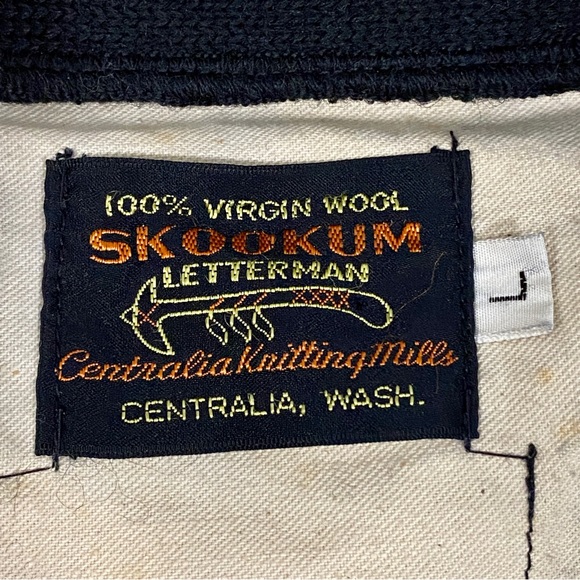 100% VIRGIN WOOL
SKOOKUM
LETTERMAN
Centralia Knitting Mills
CENTRALIA, WASH.
L